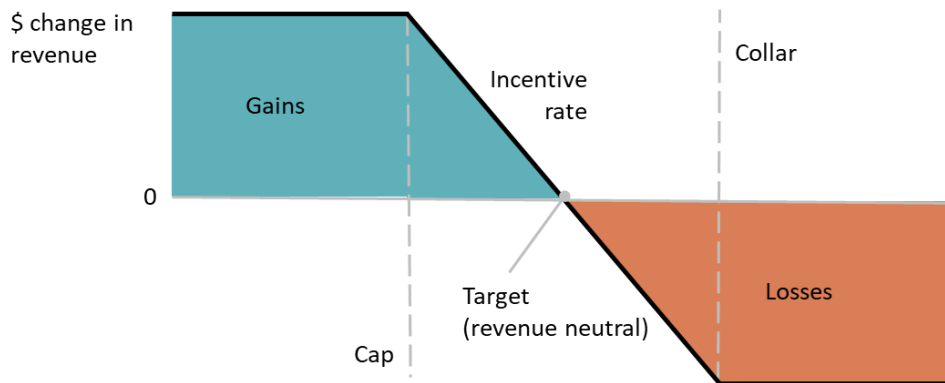 $ change in
revenue
Gains
Incentive
rate
Collar
0
Target
(revenue neutral)
Losses
Cap